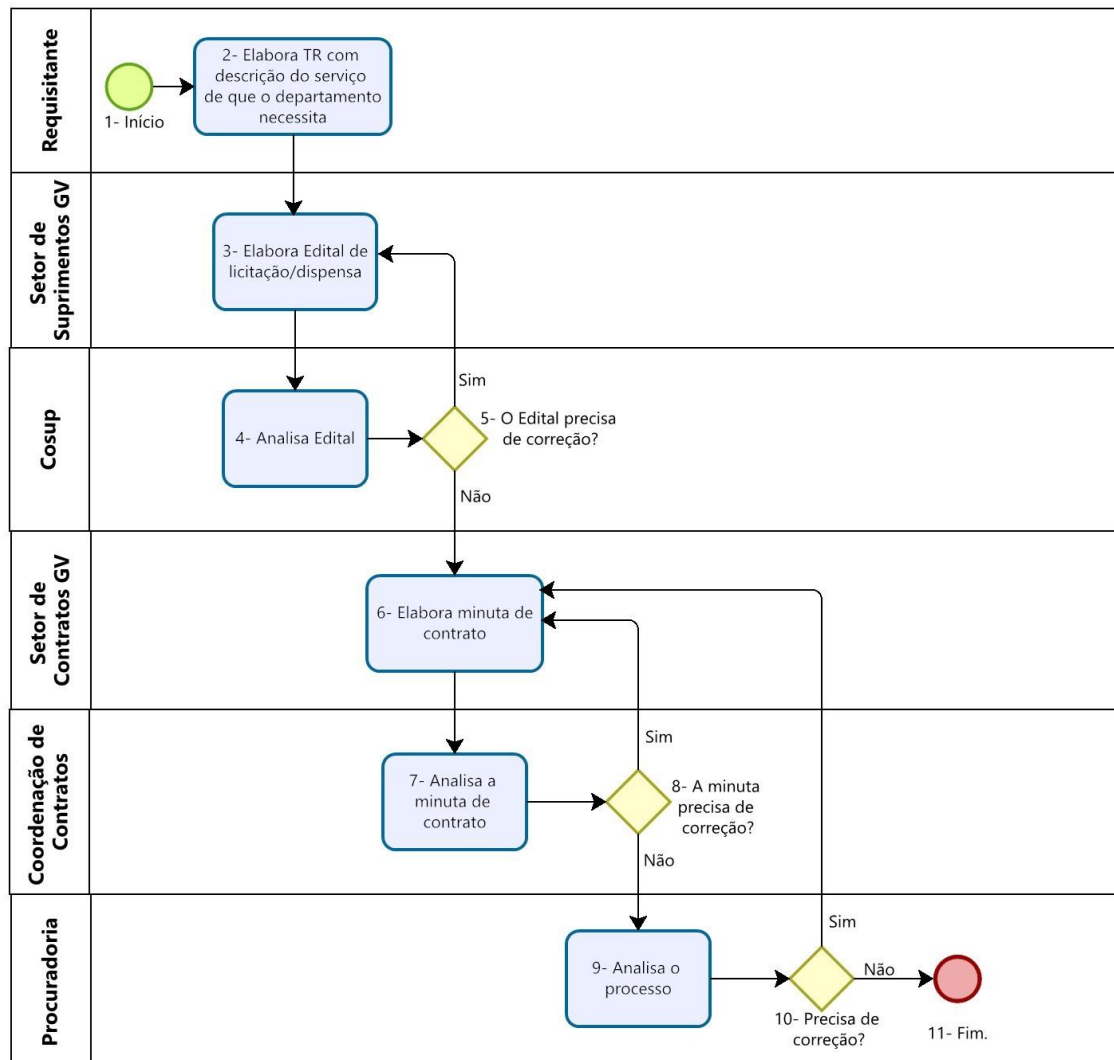 Requisitante
1- Início
2- Elabora TR com
descrição do serviço
de que o departamento
necessita
Setor de
Suprimentos GV
3- Elabora Edital de
licitação/dispensa
Cosup
4- Analisa Edital
Sim
5- O Edital precisa
de correção?
Não
Setor de
Contratos GV
6- Elabora minuta de
contrato
Coordenação de
Contratos
7- Analisa a
minuta de
contrato
Sim
8- A minuta
precisa de
correção?
Não
Procuradoria
9- Analisa o
processo
Sim
10- Precisa de
correção?
Não
11- Fim.